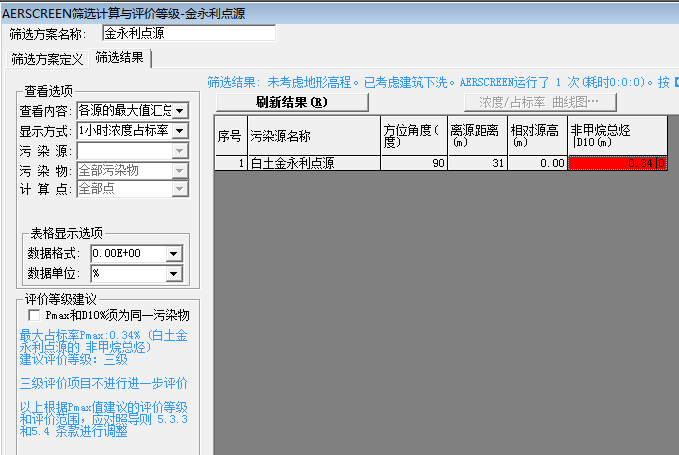 AERSCREEN筛选计算与评价等级-金永利点源
筛选方案名称: 金永利点源
筛选方案定义 筛选结果
筛选结果: 未考虑地形高程。已考虑建筑下洗。AERSCREEN运行了 1 次(耗时0:0:0)。按【
刷新结果(R) 浓度/占标率 曲线图…
查看选项
查看内容: 各源的最大值汇总
显示方式: 1小时浓度占标率
污 染 源:
污 染 物: 全部污染物
计 算 点: 全部点
表格显示选项
数据格式: 0.00E+00
数据单位: %
评价等级建议
Pmax和D10%须为同一污染物
最大占标率Pmax:0.34% (白土金
永利点源的 非甲烷总烃)
建议评价等级: 三级
三级评价项目不进行进一步评价
以上根据Pmax值建议的评价等级
和评价范围,应对照导则 5.3.3
和5.4 条款进行调整
序号 污染源名称 方位角度(度) 离源距离(m) 相对源高(m) 非甲烷总烃|D10(m)
1 白土金永利点源 90 31 0.00 0.34|0